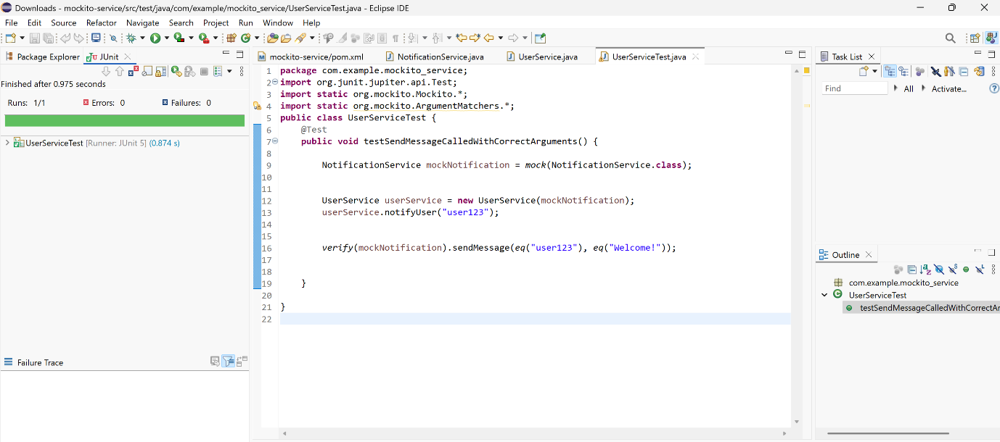 Downloads - mockito-service/src/test/java/com/example/mockito_service/UserServiceTest.java - Eclipse IDE
File Edit Source Refactor Navigate Search Project Run Window Help
Package Explorer JUnit
Finished after 0.975 seconds
Runs: 1/1 Errors: 0 Failures: 0
UserServiceTest [Runner: JUnit 5] (0.874 s)
Failure Trace
mockito-service/pom.xml NotificationService.java UserService.java UserServiceTest.java
1 package com.example.mockito_service;
2 import org.junit.jupiter.api.Test;
3 import static org.mockito.Mockito.*;
4 import static org.mockito.ArgumentMatchers.*;
5 public class UserServiceTest {
6 @Test
7 public void testSendMessageCalledWithCorrectArguments() {
8
9 NotificationService mockNotification = mock(NotificationService.class);
10
11
12 UserService userService = new UserService(mockNotification);
13 userService.notifyUser("user123");
14
15
16 verify(mockNotification).sendMessage(eq("user123"), eq("Welcome!"));
17
18
19 }
20
21 }
22
Task List
Find All Activate...
Outline
com.example.mockito_service
UserServiceTest
testSendMessageCalledWithCorrectAr